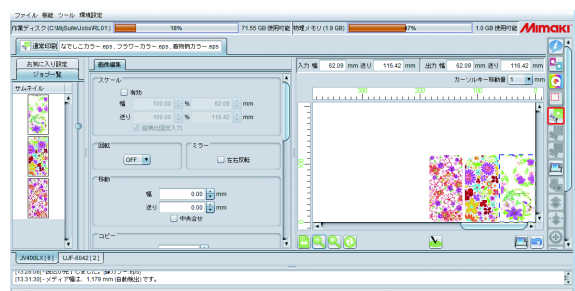 ファイル 機能 ツール 環境設定
作業ディスク (C:\MijSuite\Jobs\RL01:) 18% 71.55 GB 使用可能 物理メモリ (1.9 GB) 47% 1.0 GB 使用可能 Mimaki
通常印刷 なでしこカラー.eps, フラワーカラー.eps, 着物柄カラー.eps
お気に入り設定
ジョブ一覧
サムネイル
画像編集
入力 幅 62.09 mm 送り 116.42 mm 出力 幅 62.09 mm 送り 116.42 mm
カーソルキー移動量 1 mm
スケール
有効
幅 100.00 % 62.09 mm
送り 100.00 % 116.42 mm
縦横比固定入力
回転
OFF
ミラー
左右反転
移動
幅 0.00 mm
送り 0.00 mm
中央合せ
コピー
300 200 100 0
JV400LX [ 6 ] UJF-6042 [ 2 ]
[13:31:30] - メディア幅は、1,179 mm (自動検出) です。